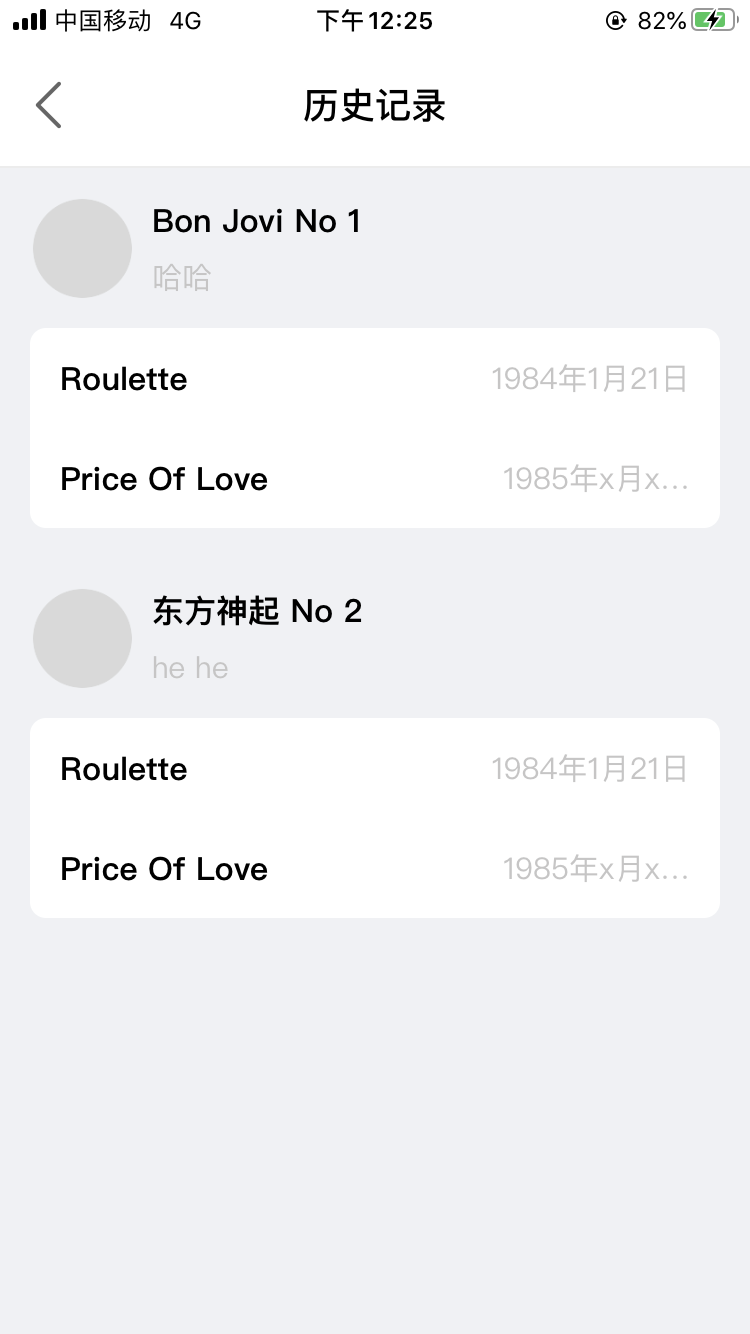 中国移动 4G 下午12:25 82%
历史记录
Bon Jovi No 1
哈哈
Roulette 1984年1月21日
Price Of Love 1985年x月x...
东方神起 No 2
he he
Roulette 1984年1月21日
Price Of Love 1985年x月x...